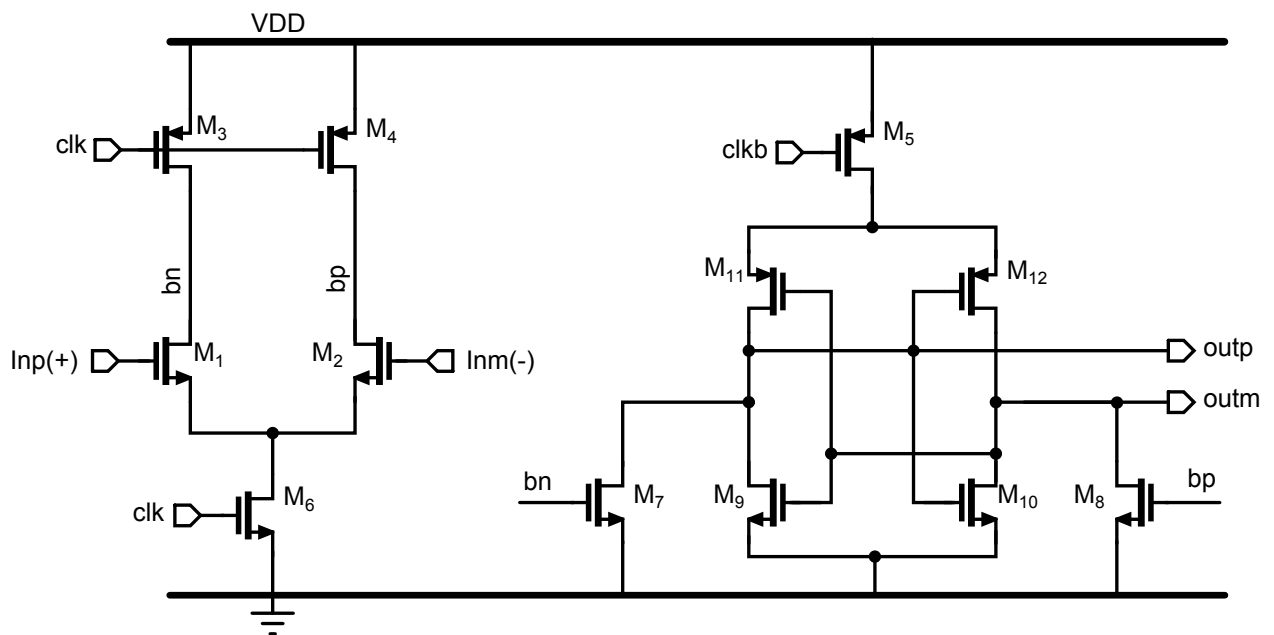 VDD
clk
M3
M4
clkb
M5
bn
bp
M11
M12
Inp(+)
M1
M2
Inm(-)
outp
outm
clk
M6
bn
M7
M9
M10
M8
bp